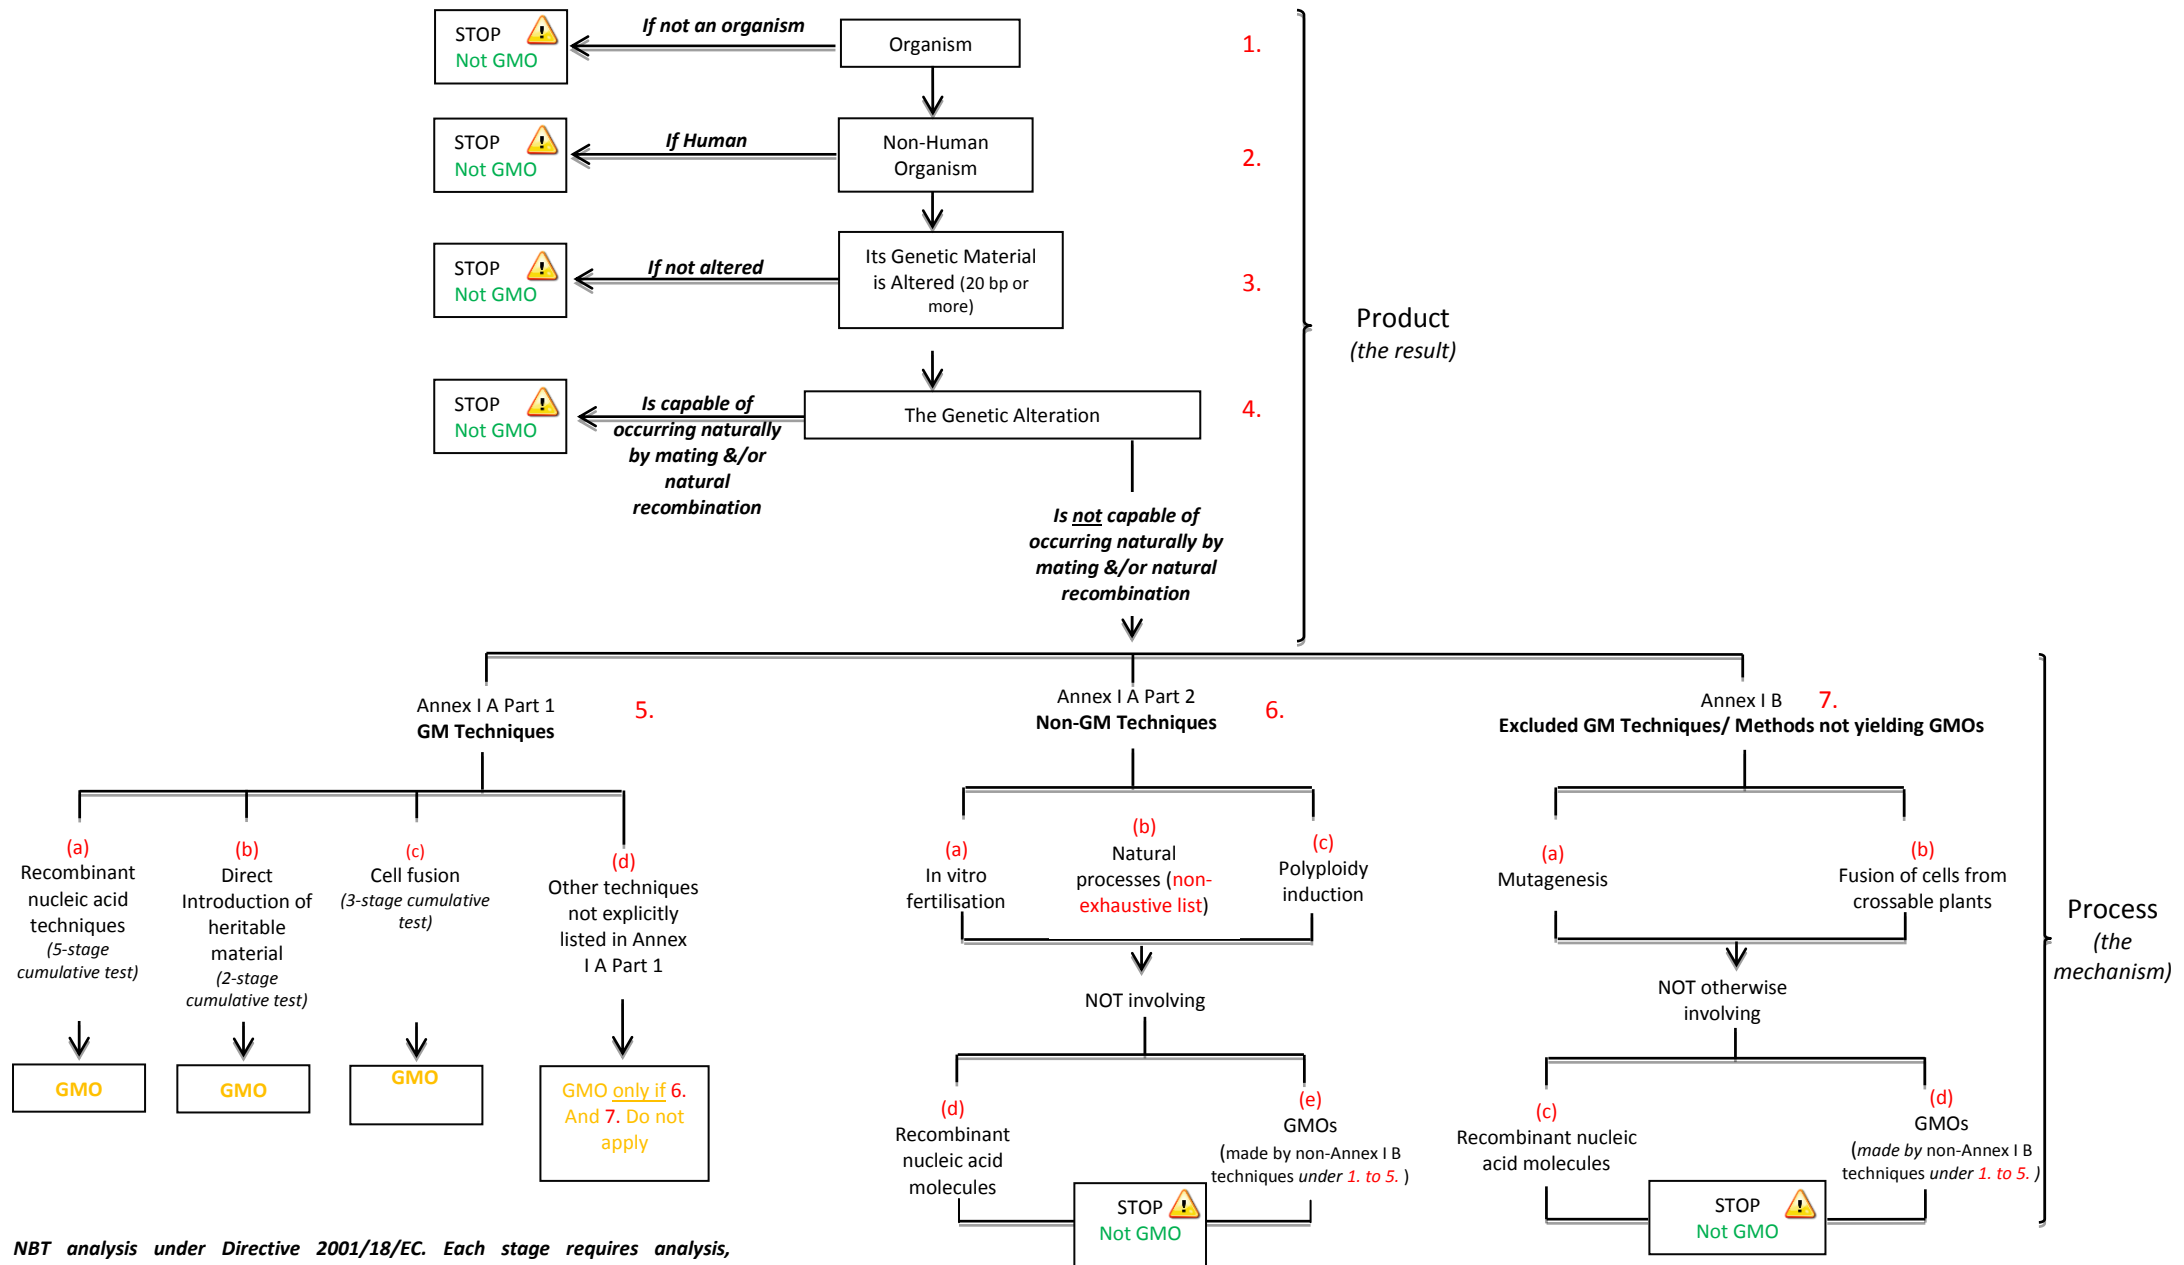 STOP
Not GMO
If not an organism
Organism
1.
STOP
Not GMO
If Human
Non-Human
Organism
2.
STOP
Not GMO
If not altered
Its Genetic Material
is Altered (20 bp or
more)
3.
Product
(the result)
STOP
Not GMO
Is capable of
occurring naturally
by mating &/or
natural
recombination
The Genetic Alteration
4.
Is not capable of
occurring naturally by
mating &/or natural
recombination
Annex I A Part 1
GM Techniques
5.
Annex I A Part 2
Non-GM Techniques
6.
Annex I B
7.
Excluded GM Techniques/ Methods not yielding GMOs
(a)
Recombinant
nucleic acid
techniques
(5-stage
cumulative test)
(b)
Direct
Introduction of
heritable
material
(2-stage
cumulative test)
(c)
Cell fusion
(3-stage cumulative
test)
(d)
Other techniques
not explicitly
listed in Annex
I A Part 1
GMO
GMO
GMO
GMO only if 6.
And 7. Do not
apply
(a)
In vitro
fertilisation
(b)
Natural
processes (non-
exhaustive list)
(c)
Polyploidy
induction
NOT involving
(d)
Recombinant
nucleic acid
molecules
(e)
GMOs
(made by non-Annex I B
techniques under 1. to 5. )
STOP
Not GMO
(a)
Mutagenesis
(b)
Fusion of cells from
crossable plants
NOT otherwise
involving
(c)
Recombinant nucleic
acid molecules
(d)
GMOs
(made by non-Annex I B
techniques under 1. to 5. )
STOP
Not GMO
Process
(the
mechanism)
NBT analysis under Directive 2001/18/EC. Each stage requires analysis,